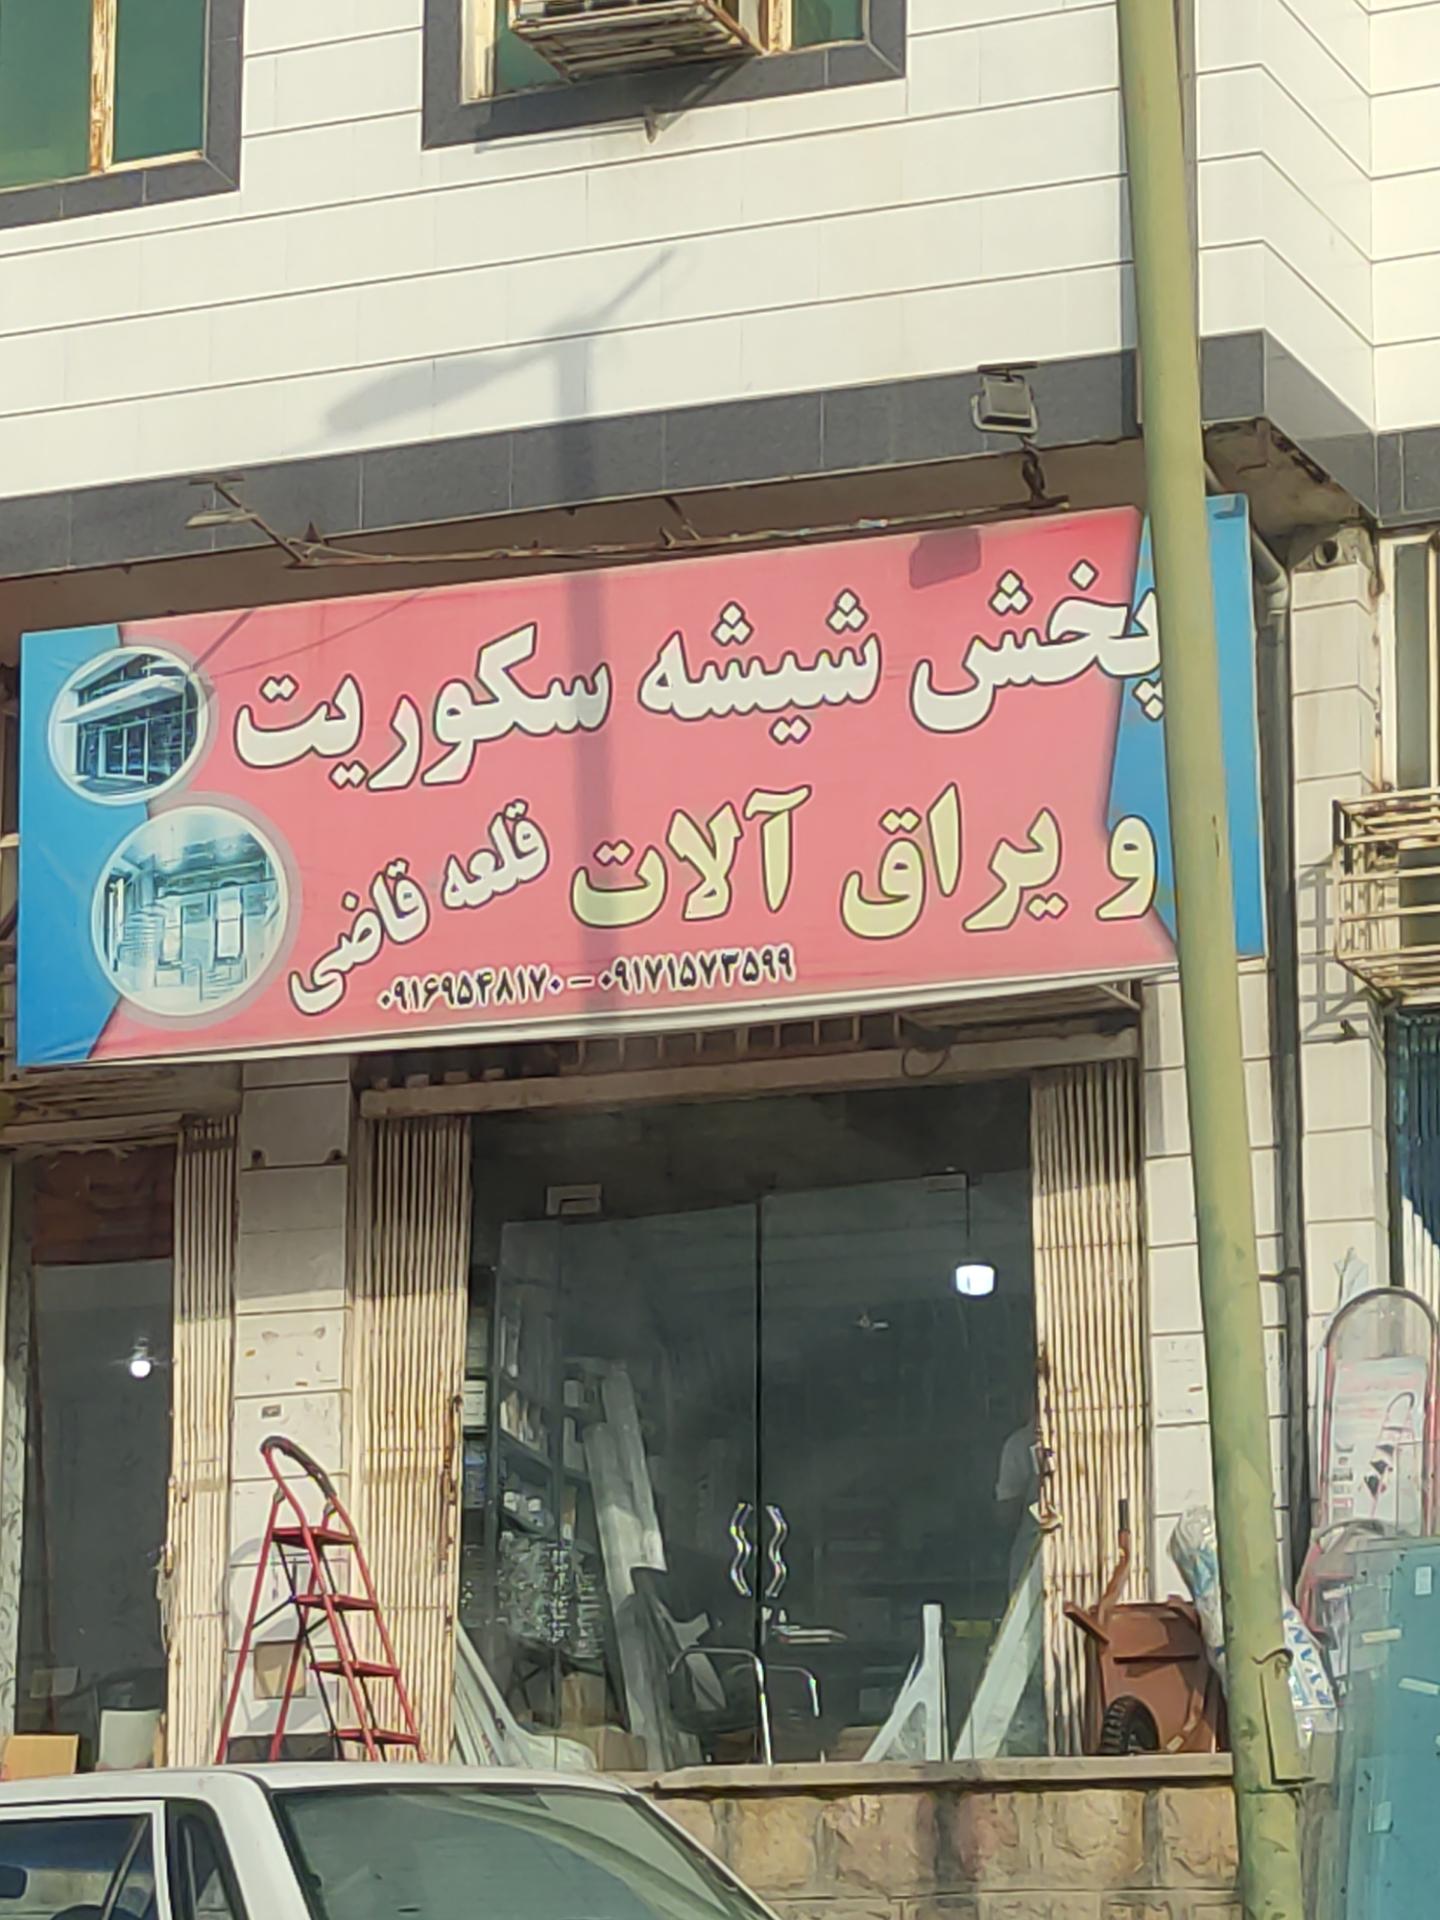 پخش شیشه سکوریت
و یراق آلات قلعه قاضی
۰۹۱۶۹۵۴۸۱۷۰ - ۰۹۱۷۱۵۷۳۵۹۹